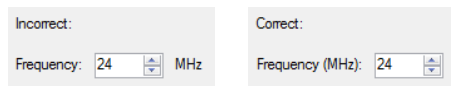 Incorrect:
Frequency: 24 MHz
Correct:
Frequency (MHz): 24